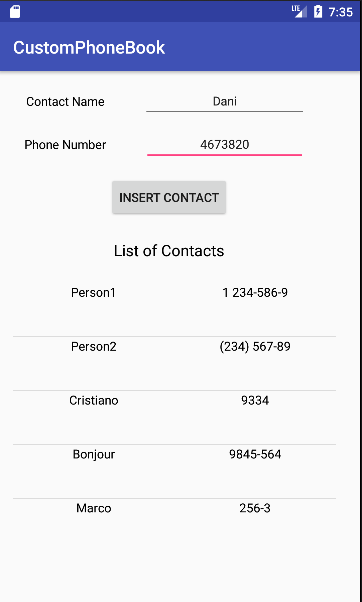 LTE 7:35
CustomPhoneBook
Contact Name Dani
Phone Number 4673820
INSERT CONTACT
List of Contacts
Person1 1 234-586-9
Person2 (234) 567-89
Cristiano 9334
Bonjour 9845-564
Marco 256-3